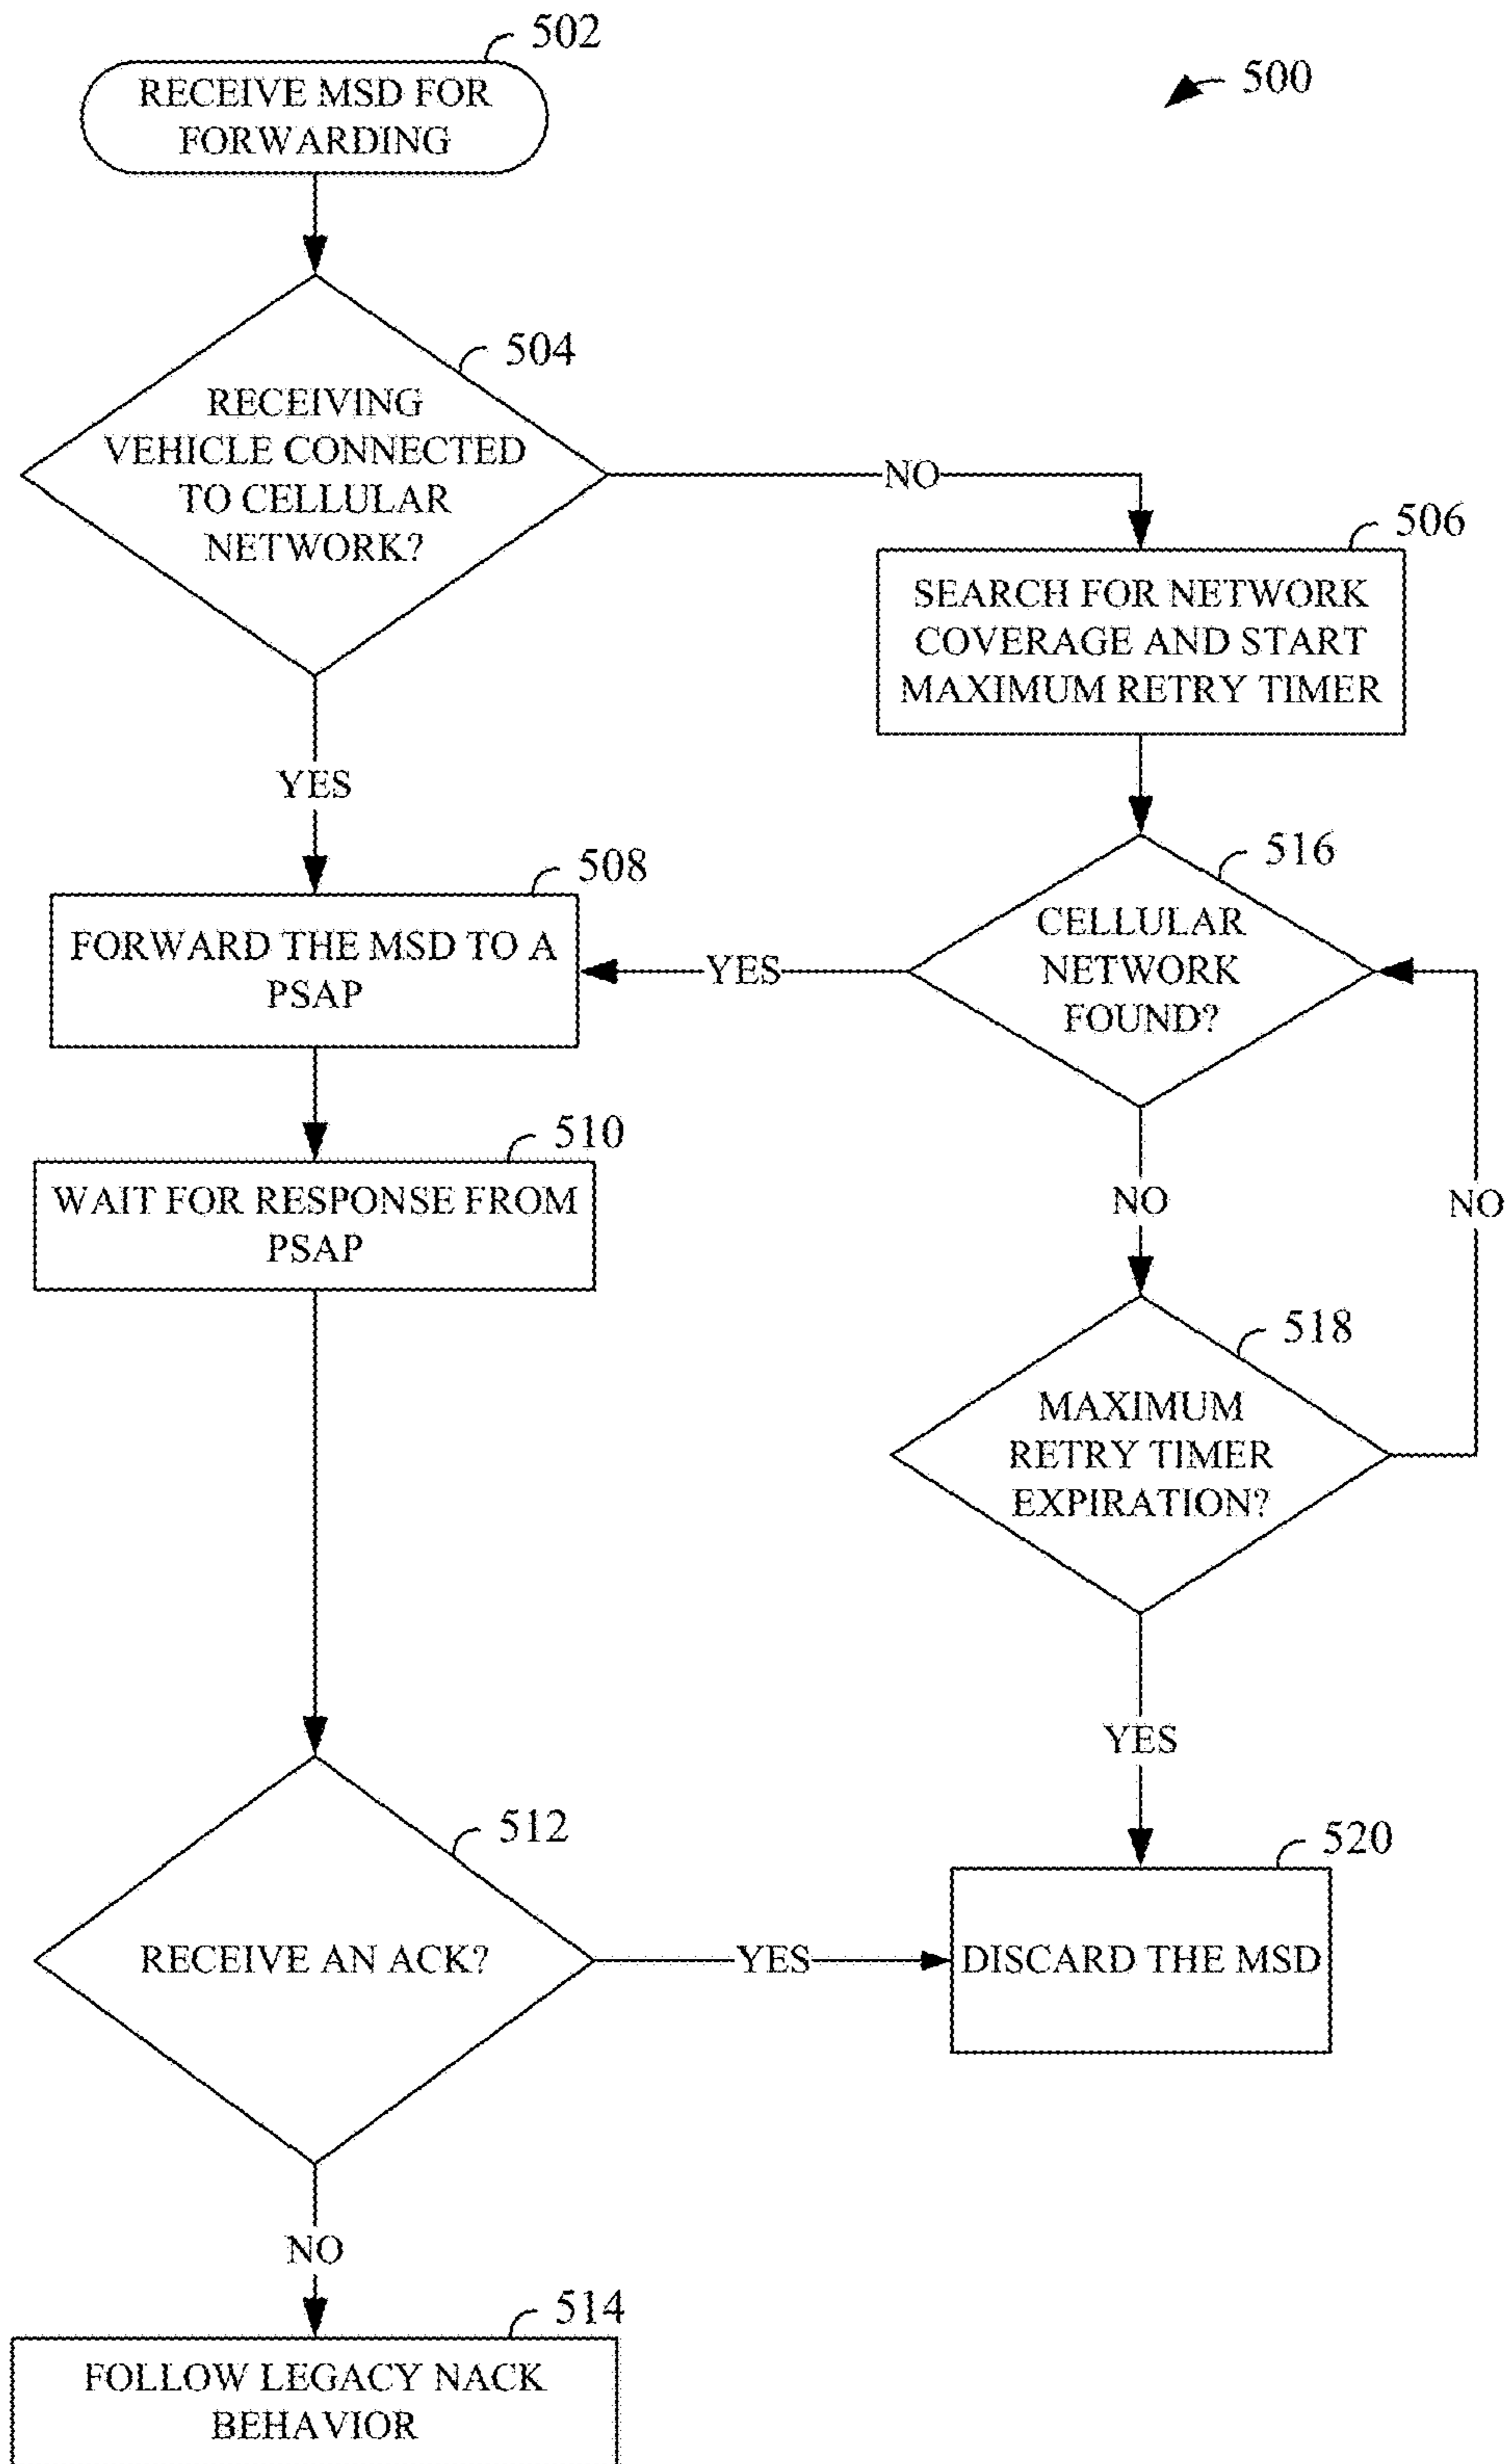 502
RECEIVE MSD FOR
FORWARDING
500
504
RECEIVING
VEHICLE CONNECTED
TO CELLULAR
NETWORK?
NO
506
SEARCH FOR NETWORK
COVERAGE AND START
MAXIMUM RETRY TIMER
YES
508
FORWARD THE MSD TO A
PSAP
YES
516
CELLULAR
NETWORK
FOUND?
510
WAIT FOR RESPONSE FROM
PSAP
NO
NO
518
MAXIMUM
RETRY TIMER
EXPIRATION?
YES
512
RECEIVE AN ACK?
YES
520
DISCARD THE MSD
NO
514
FOLLOW LEGACY NACK
BEHAVIOR